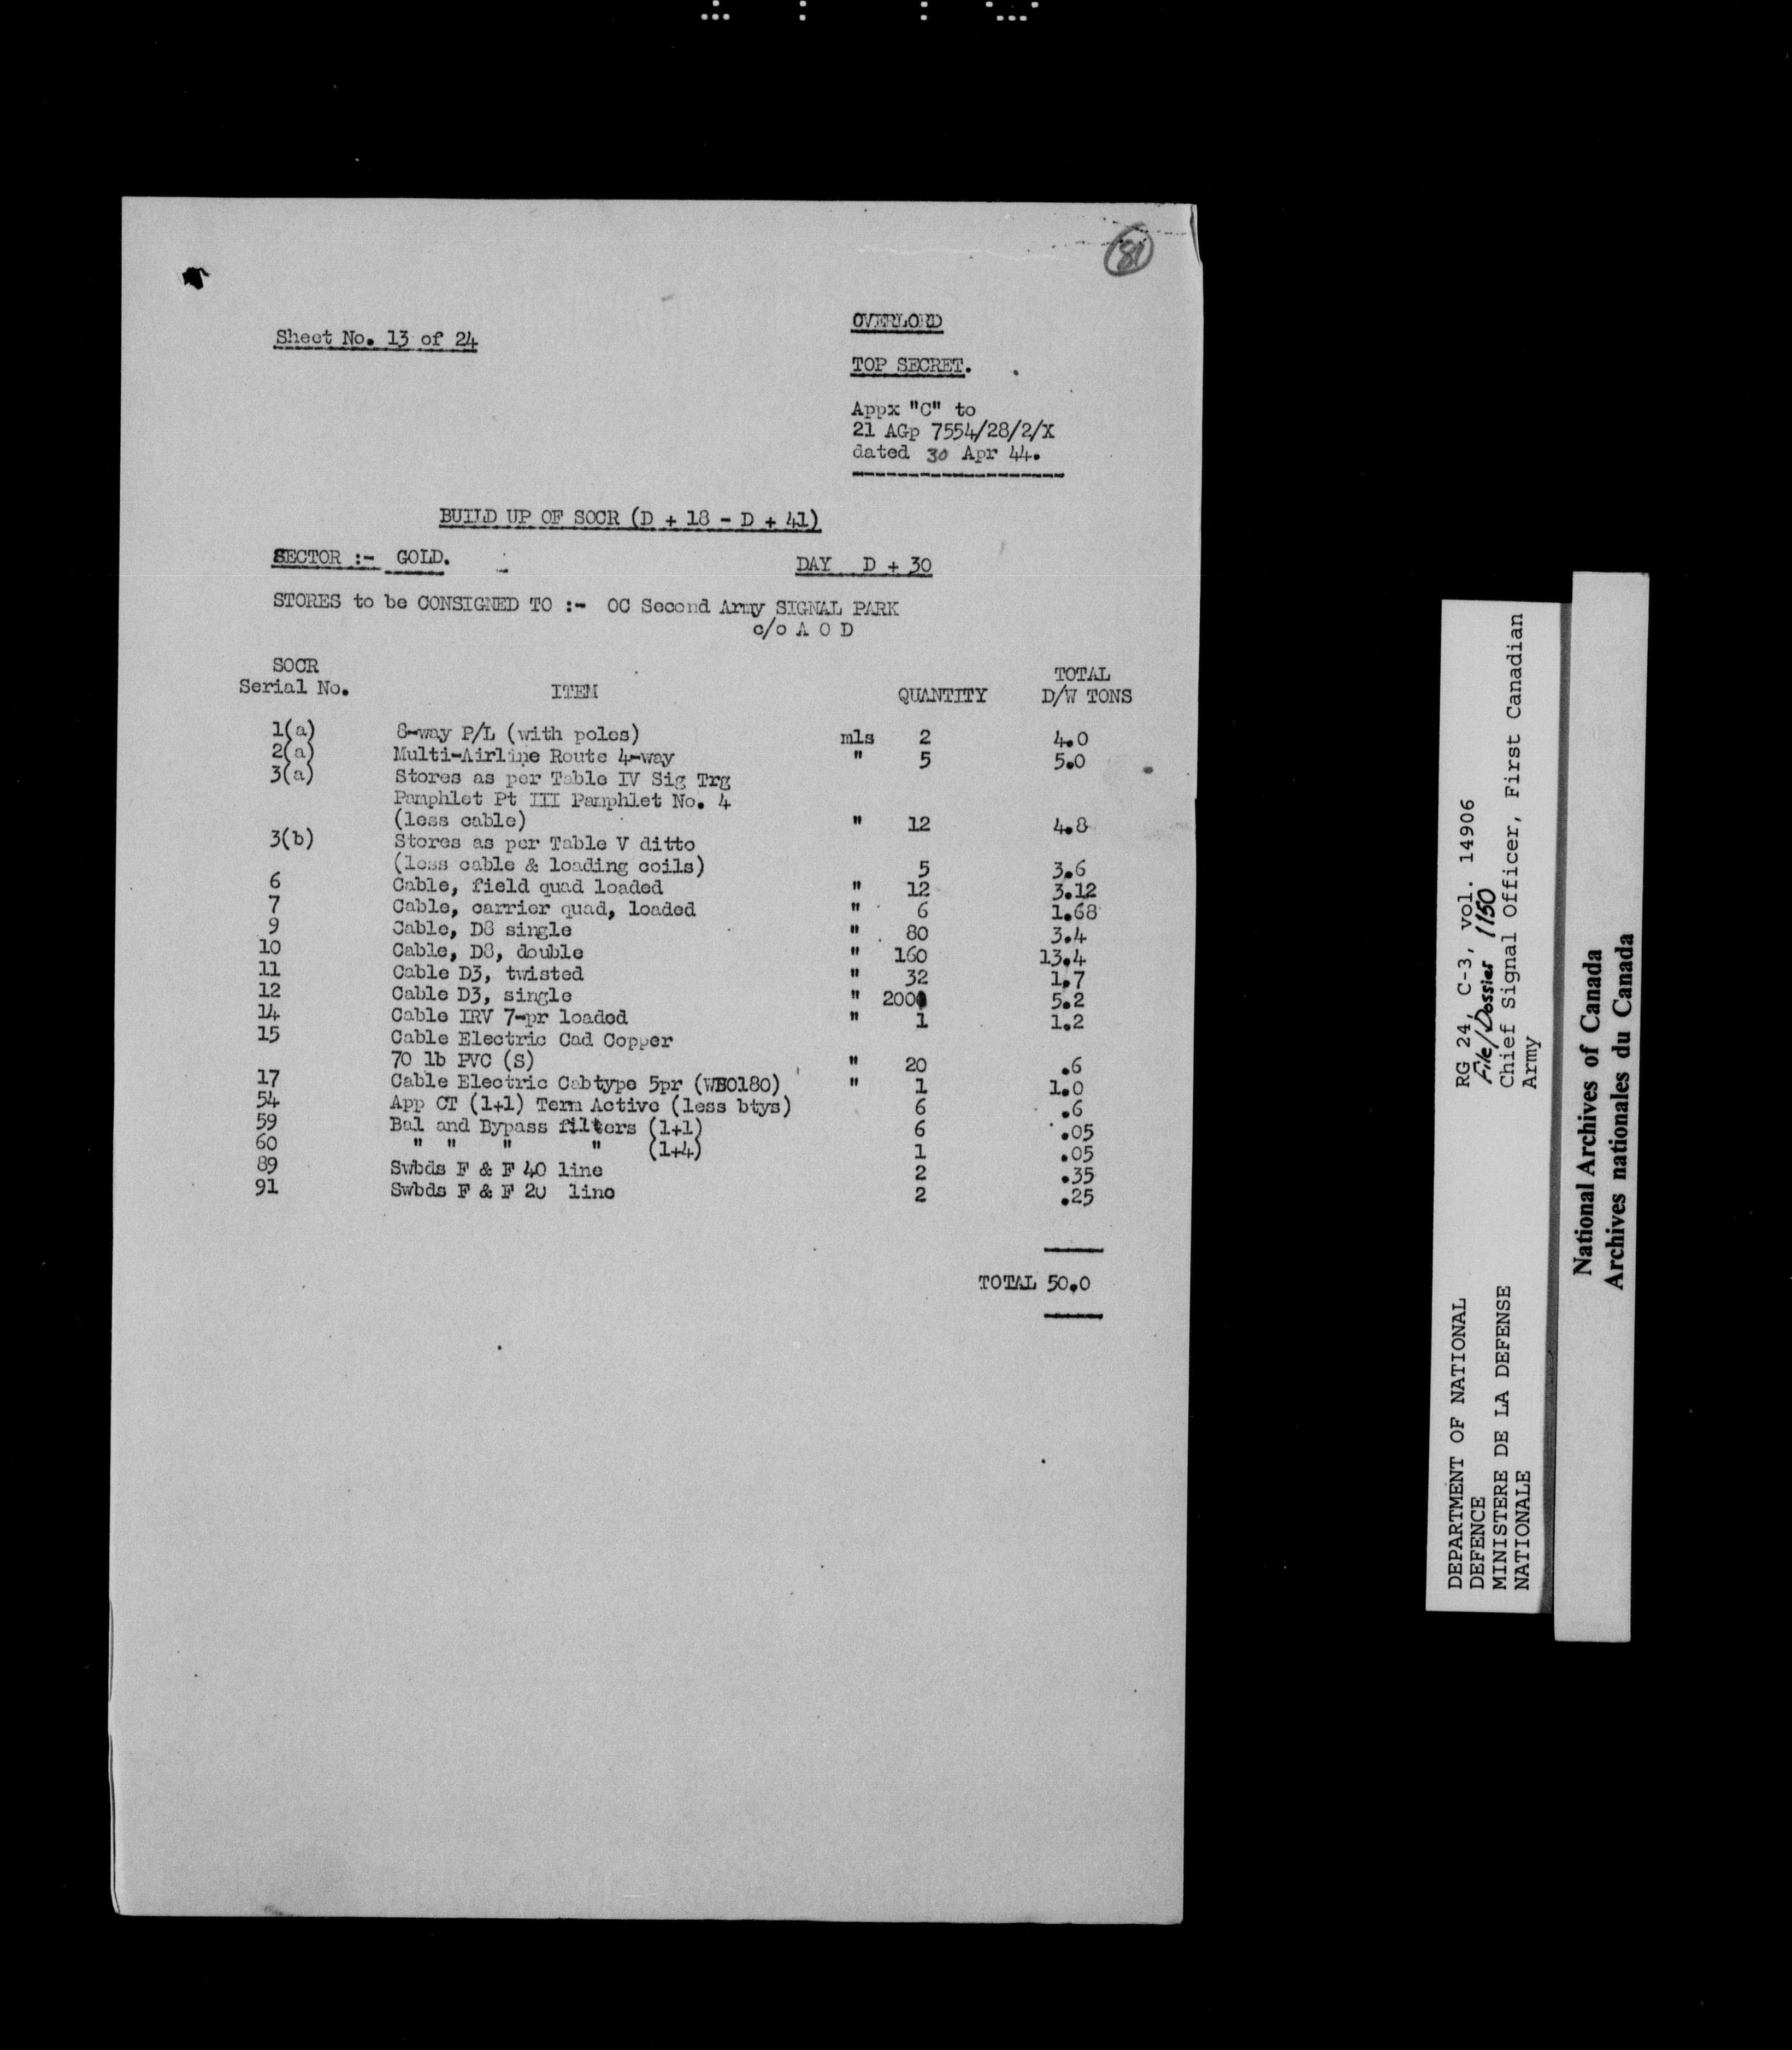 81
OVERLORD
Sheet No. 13 of 24
TOP SECRET.
Appx "C" to
21 AGp 7554/28/2/X
dated 30 Apr 44.
BUILD UP OF SOCR (D + 18 - D + 41)
SECTOR :- GOLD. DAY D + 30
STORES to be CONSIGNED TO :- OC Second Army SIGNAL PARK
c/o A O D
SOCR TOTAL
Serial No. ITEM QUANTITY D/W TONS
1(a) 8-way P/L (with poles) mls 2 4.0
2(a) Multi-Airline Route 4-way " 5 5.0
3(a) Stores as per Table IV Sig Trg
Pamphlet Pt III Pamphlet No. 4
(less cable) " 12 4.8
3(b) Stores as per Table V ditto
(less cable & loading coils) 5 3.6
6 Cable, field quad loaded " 12 3.12
7 Cable, carrier quad, loaded " 6 1.68
9 Cable, D8 single " 80 3.4
10 Cable, D8, double " 160 13.4
11 Cable D3, twisted " 32 1.7
12 Cable D3, single " 200 5.2
14 Cable IRV 7-pr loaded " 1 1.2
15 Cable Electric Cad Copper
70 lb PVC (S) " 20 .6
17 Cable Electric Cabtype 5pr (WB0180) " 1 1.0
54 App CT (1+1) Term Active (less btys) 6 .6
59 Bal and Bypass filters (1+1) 6 .05
60 " " " " (1+4) 1 .05
89 Swbds F & F 40 line 2 .35
91 Swbds F & F 20 line 2 .25
TOTAL 50.0
DEPARTMENT OF NATIONAL
DEFENCE
MINISTERE DE LA DEFENSE
NATIONALE
RG 24, C-3, vol. 14906
File/Dossier 1150
Chief Signal Officer, First Canadian
Army
National Archives of Canada
Archives nationales du Canada